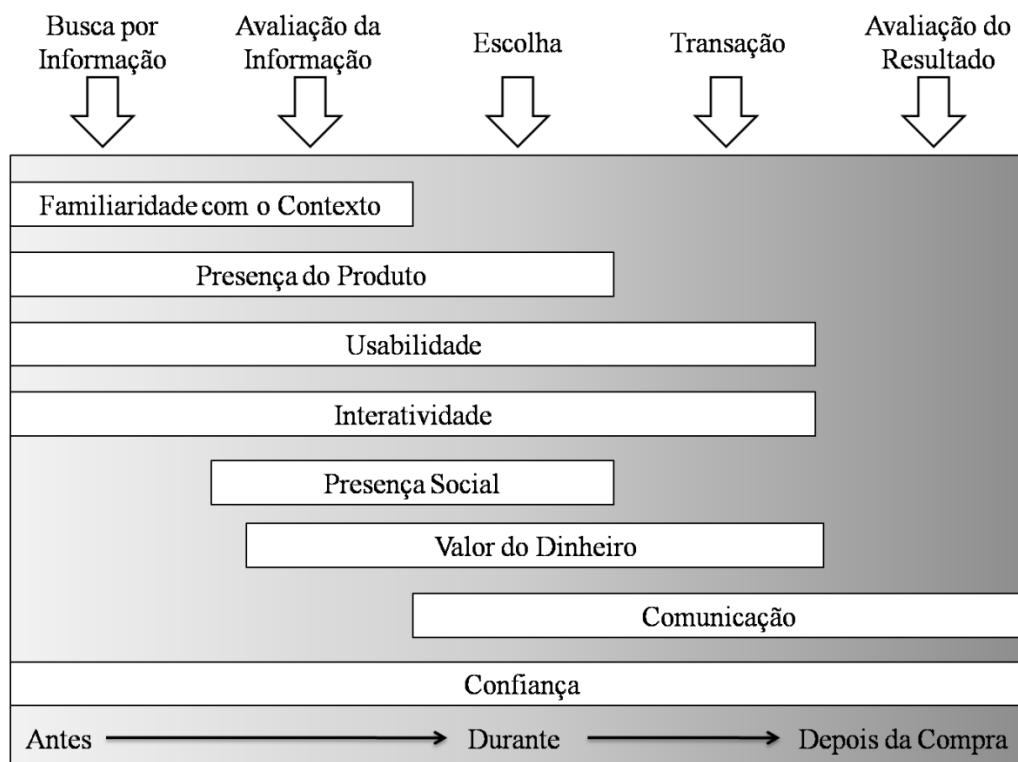 Busca por
Informação
Avaliação da
Informação
Escolha
Transação
Avaliação do
Resultado
Familiaridade com o Contexto
Presença do Produto
Usabilidade
Interatividade
Presença Social
Valor do Dinheiro
Comunicação
Confiança
Antes
Durante
Depois da Compra